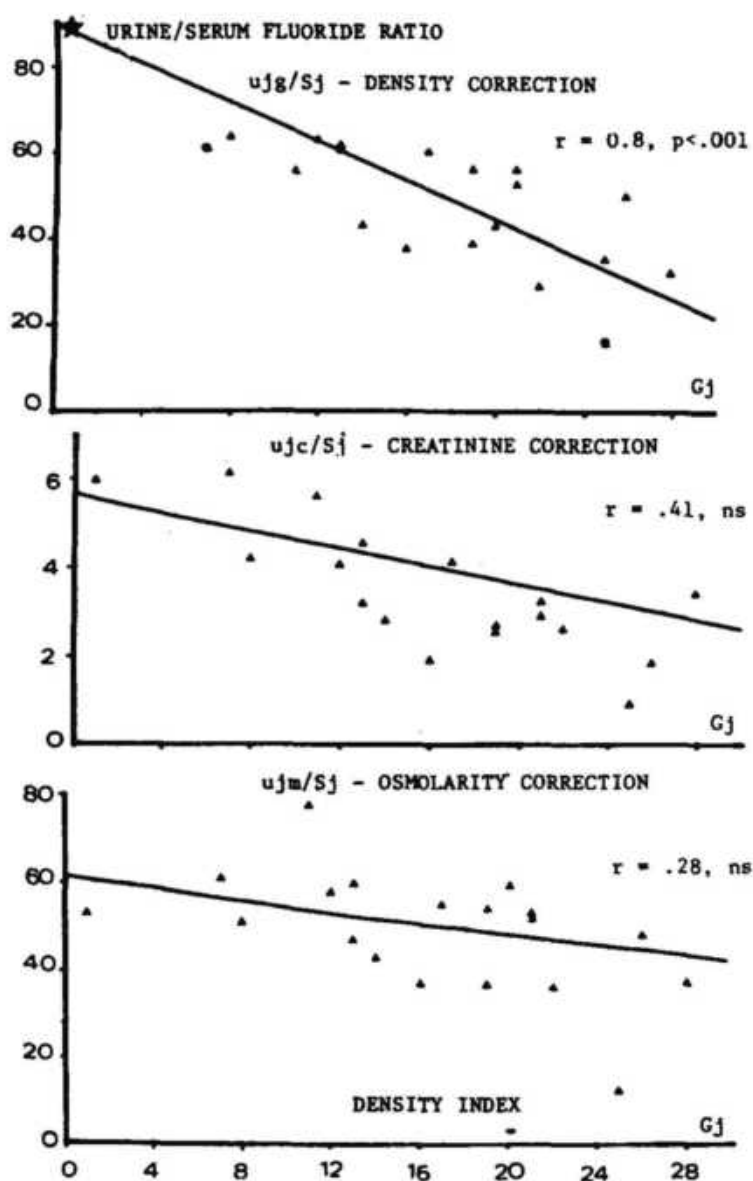 URINE/SERUM FLUORIDE RATIO
ujg/Sj - DENSITY CORRECTION
r = 0.8, p<.001
80
60
40
20
0
Gj
ujc/Sj - CREATININE CORRECTION
r = .41, ns
6
4
2
0
Gj
ujm/Sj - OSMOLARITY CORRECTION
r = .28, ns
80
60
40
20
0
DENSITY INDEX
Gj
0 4 8 12 16 20 24 28